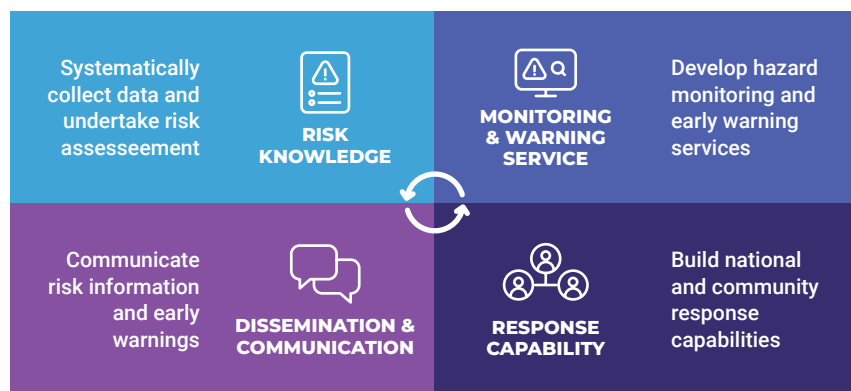 Systematically
collect data and
undertake risk
assesseement
RISK
KNOWLEDGE
MONITORING
& WARNING
SERVICE
Develop hazard
monitoring and
early warning
services
Communicate
risk information
and early
warnings
DISSEMINATION &
COMMUNICATION
RESPONSE
CAPABILITY
Build national
and community
response
capabilities